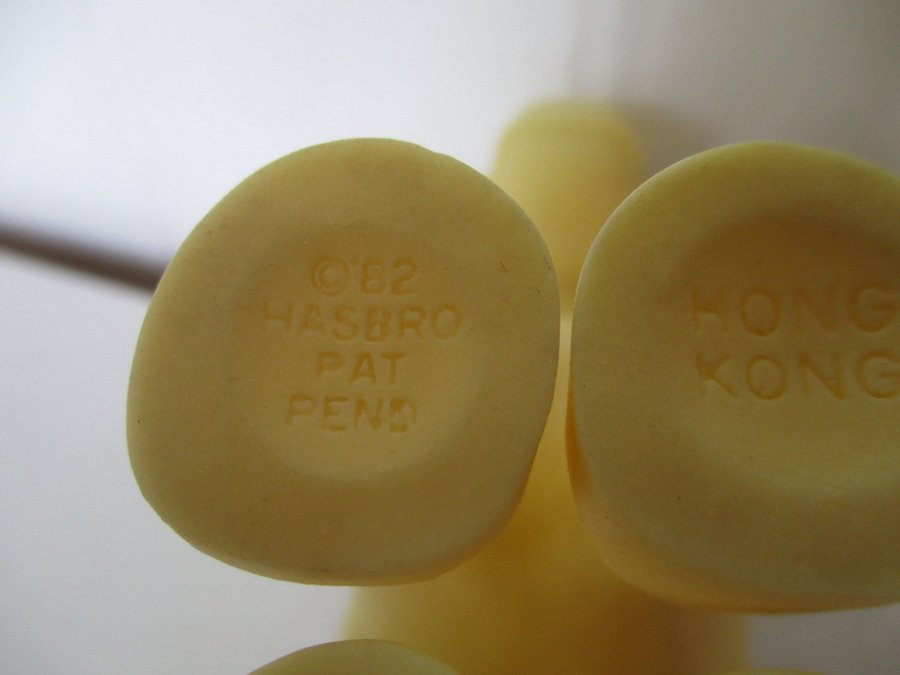 ©'82
HASBRO
PAT
PEND
HONG
KONG